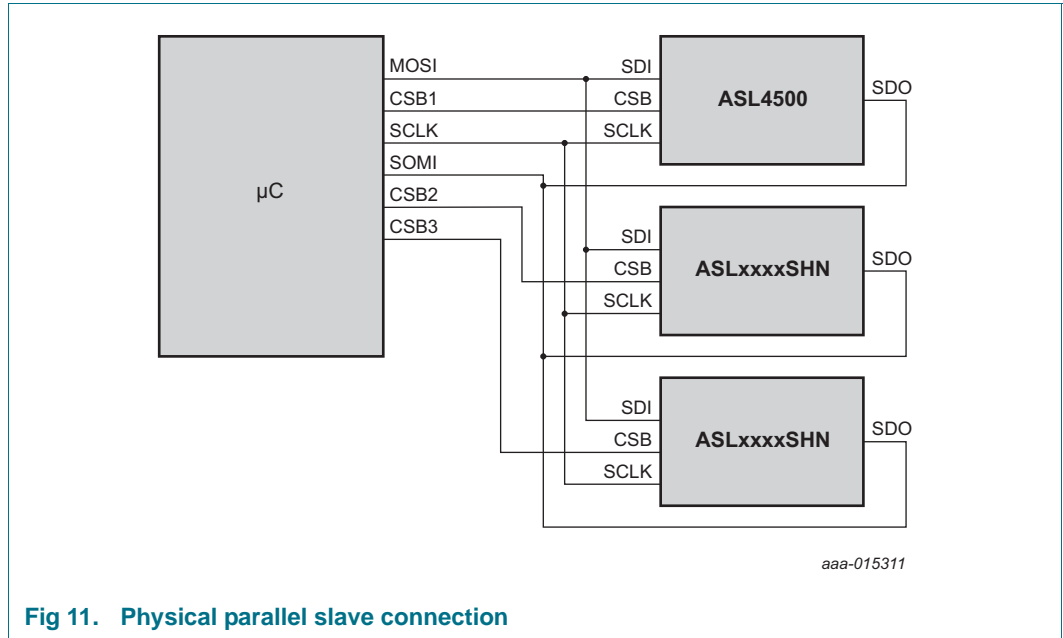 µC
MOSI
CSB1
SCLK
SOMI
CSB2
CSB3
SDI
CSB
SCLK
ASL4500
SDO
SDI
CSB
SCLK
ASLxxxxSHN
SDO
SDI
CSB
SCLK
ASLxxxxSHN
SDO
aaa-015311
Fig 11. Physical parallel slave connection